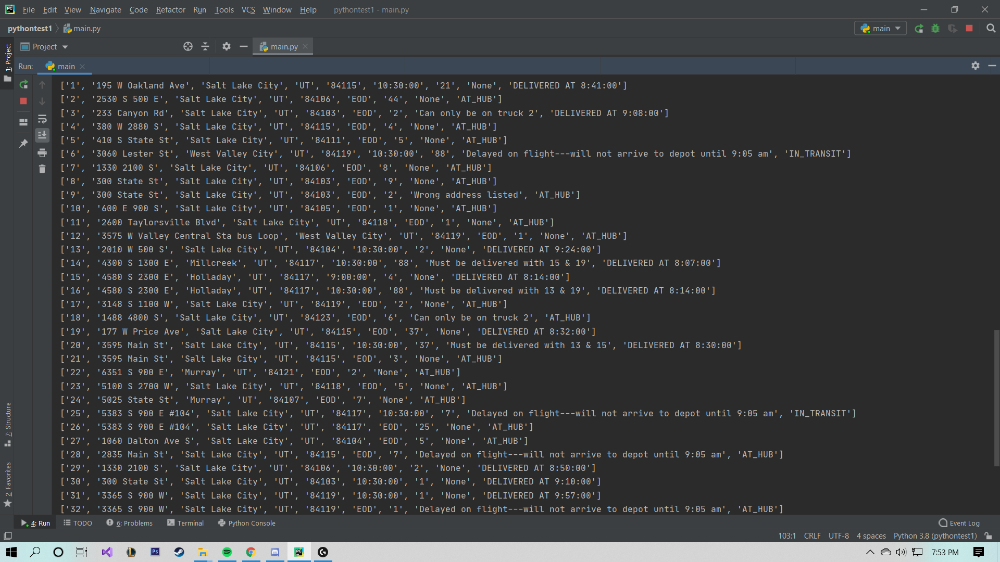 File Edit View Navigate Code Refactor Run Tools VCS Window Help pythontest1 - main.py
pythontest1 main.py main
1: Project Project main.py
Run: main
['1', '195 W Oakland Ave', 'Salt Lake City', 'UT', '84115', '10:30:00', '21', 'None', 'DELIVERED AT 8:41:00']
['2', '2530 S 500 E', 'Salt Lake City', 'UT', '84106', 'EOD', '44', 'None', 'AT_HUB']
['3', '233 Canyon Rd', 'Salt Lake City', 'UT', '84103', 'EOD', '2', 'Can only be on truck 2', 'DELIVERED AT 9:08:00']
['4', '380 W 2880 S', 'Salt Lake City', 'UT', '84115', 'EOD', '4', 'None', 'AT_HUB']
['5', '410 S State St', 'Salt Lake City', 'UT', '84111', 'EOD', '5', 'None', 'AT_HUB']
['6', '3060 Lester St', 'West Valley City', 'UT', '84119', '10:30:00', '88', 'Delayed on flight---will not arrive to depot until 9:05 am', 'IN_TRANSIT']
['7', '1330 2100 S', 'Salt Lake City', 'UT', '84106', 'EOD', '8', 'None', 'AT_HUB']
['8', '300 State St', 'Salt Lake City', 'UT', '84103', 'EOD', '9', 'None', 'AT_HUB']
['9', '300 State St', 'Salt Lake City', 'UT', '84103', 'EOD', '2', 'Wrong address listed', 'AT_HUB']
['10', '600 E 900 S', 'Salt Lake City', 'UT', '84105', 'EOD', '1', 'None', 'AT_HUB']
['11', '2600 Taylorsville Blvd', 'Salt Lake City', 'UT', '84118', 'EOD', '1', 'None', 'AT_HUB']
['12', '3575 W Valley Central Sta bus Loop', 'West Valley City', 'UT', '84119', 'EOD', '1', 'None', 'AT_HUB']
['13', '2010 W 500 S', 'Salt Lake City', 'UT', '84104', '10:30:00', '2', 'None', 'DELIVERED AT 9:24:00']
['14', '4300 S 1300 E', 'Millcreek', 'UT', '84117', '10:30:00', '88', 'Must be delivered with 15 & 19', 'DELIVERED AT 8:07:00']
['15', '4580 S 2300 E', 'Holladay', 'UT', '84117', '9:00:00', '4', 'None', 'DELIVERED AT 8:14:00']
['16', '4580 S 2300 E', 'Holladay', 'UT', '84117', '10:30:00', '88', 'Must be delivered with 13 & 19', 'DELIVERED AT 8:14:00']
['17', '3148 S 1100 W', 'Salt Lake City', 'UT', '84119', 'EOD', '2', 'None', 'AT_HUB']
['18', '1488 4800 S', 'Salt Lake City', 'UT', '84123', 'EOD', '6', 'Can only be on truck 2', 'AT_HUB']
['19', '177 W Price Ave', 'Salt Lake City', 'UT', '84115', 'EOD', '37', 'None', 'DELIVERED AT 8:32:00']
['20', '3595 Main St', 'Salt Lake City', 'UT', '84115', '10:30:00', '37', 'Must be delivered with 13 & 15', 'DELIVERED AT 8:30:00']
['21', '3595 Main St', 'Salt Lake City', 'UT', '84115', 'EOD', '3', 'None', 'AT_HUB']
['22', '6351 S 900 E', 'Murray', 'UT', '84121', 'EOD', '2', 'None', 'AT_HUB']
['23', '5100 S 2700 W', 'Salt Lake City', 'UT', '84118', 'EOD', '5', 'None', 'AT_HUB']
['24', '5025 State St', 'Murray', 'UT', '84107', 'EOD', '7', 'None', 'AT_HUB']
['25', '5383 S 900 E #104', 'Salt Lake City', 'UT', '84117', '10:30:00', '7', 'Delayed on flight---will not arrive to depot until 9:05 am', 'IN_TRANSIT']
['26', '5383 S 900 E #104', 'Salt Lake City', 'UT', '84117', 'EOD', '25', 'None', 'AT_HUB']
['27', '1060 Dalton Ave S', 'Salt Lake City', 'UT', '84104', 'EOD', '5', 'None', 'AT_HUB']
['28', '2835 Main St', 'Salt Lake City', 'UT', '84115', 'EOD', '7', 'Delayed on flight---will not arrive to depot until 9:05 am', 'AT_HUB']
['29', '1330 2100 S', 'Salt Lake City', 'UT', '84106', '10:30:00', '2', 'None', 'DELIVERED AT 8:50:00']
['30', '300 State St', 'Salt Lake City', 'UT', '84103', '10:30:00', '1', 'None', 'DELIVERED AT 9:10:00']
['31', '3365 S 900 W', 'Salt Lake City', 'UT', '84119', '10:30:00', '1', 'None', 'DELIVERED AT 9:57:00']
['32', '3365 S 900 W', 'Salt Lake City', 'UT', '84119', 'EOD', '1', 'Delayed on flight---will not arrive to depot until 9:05 am', 'AT_HUB']
7: Structure
2: Favorites
4: Run TODO 6: Problems Terminal Python Console Event Log
103:1 CRLF UTF-8 4 spaces Python 3.8 (pythontest1)
7:53 PM